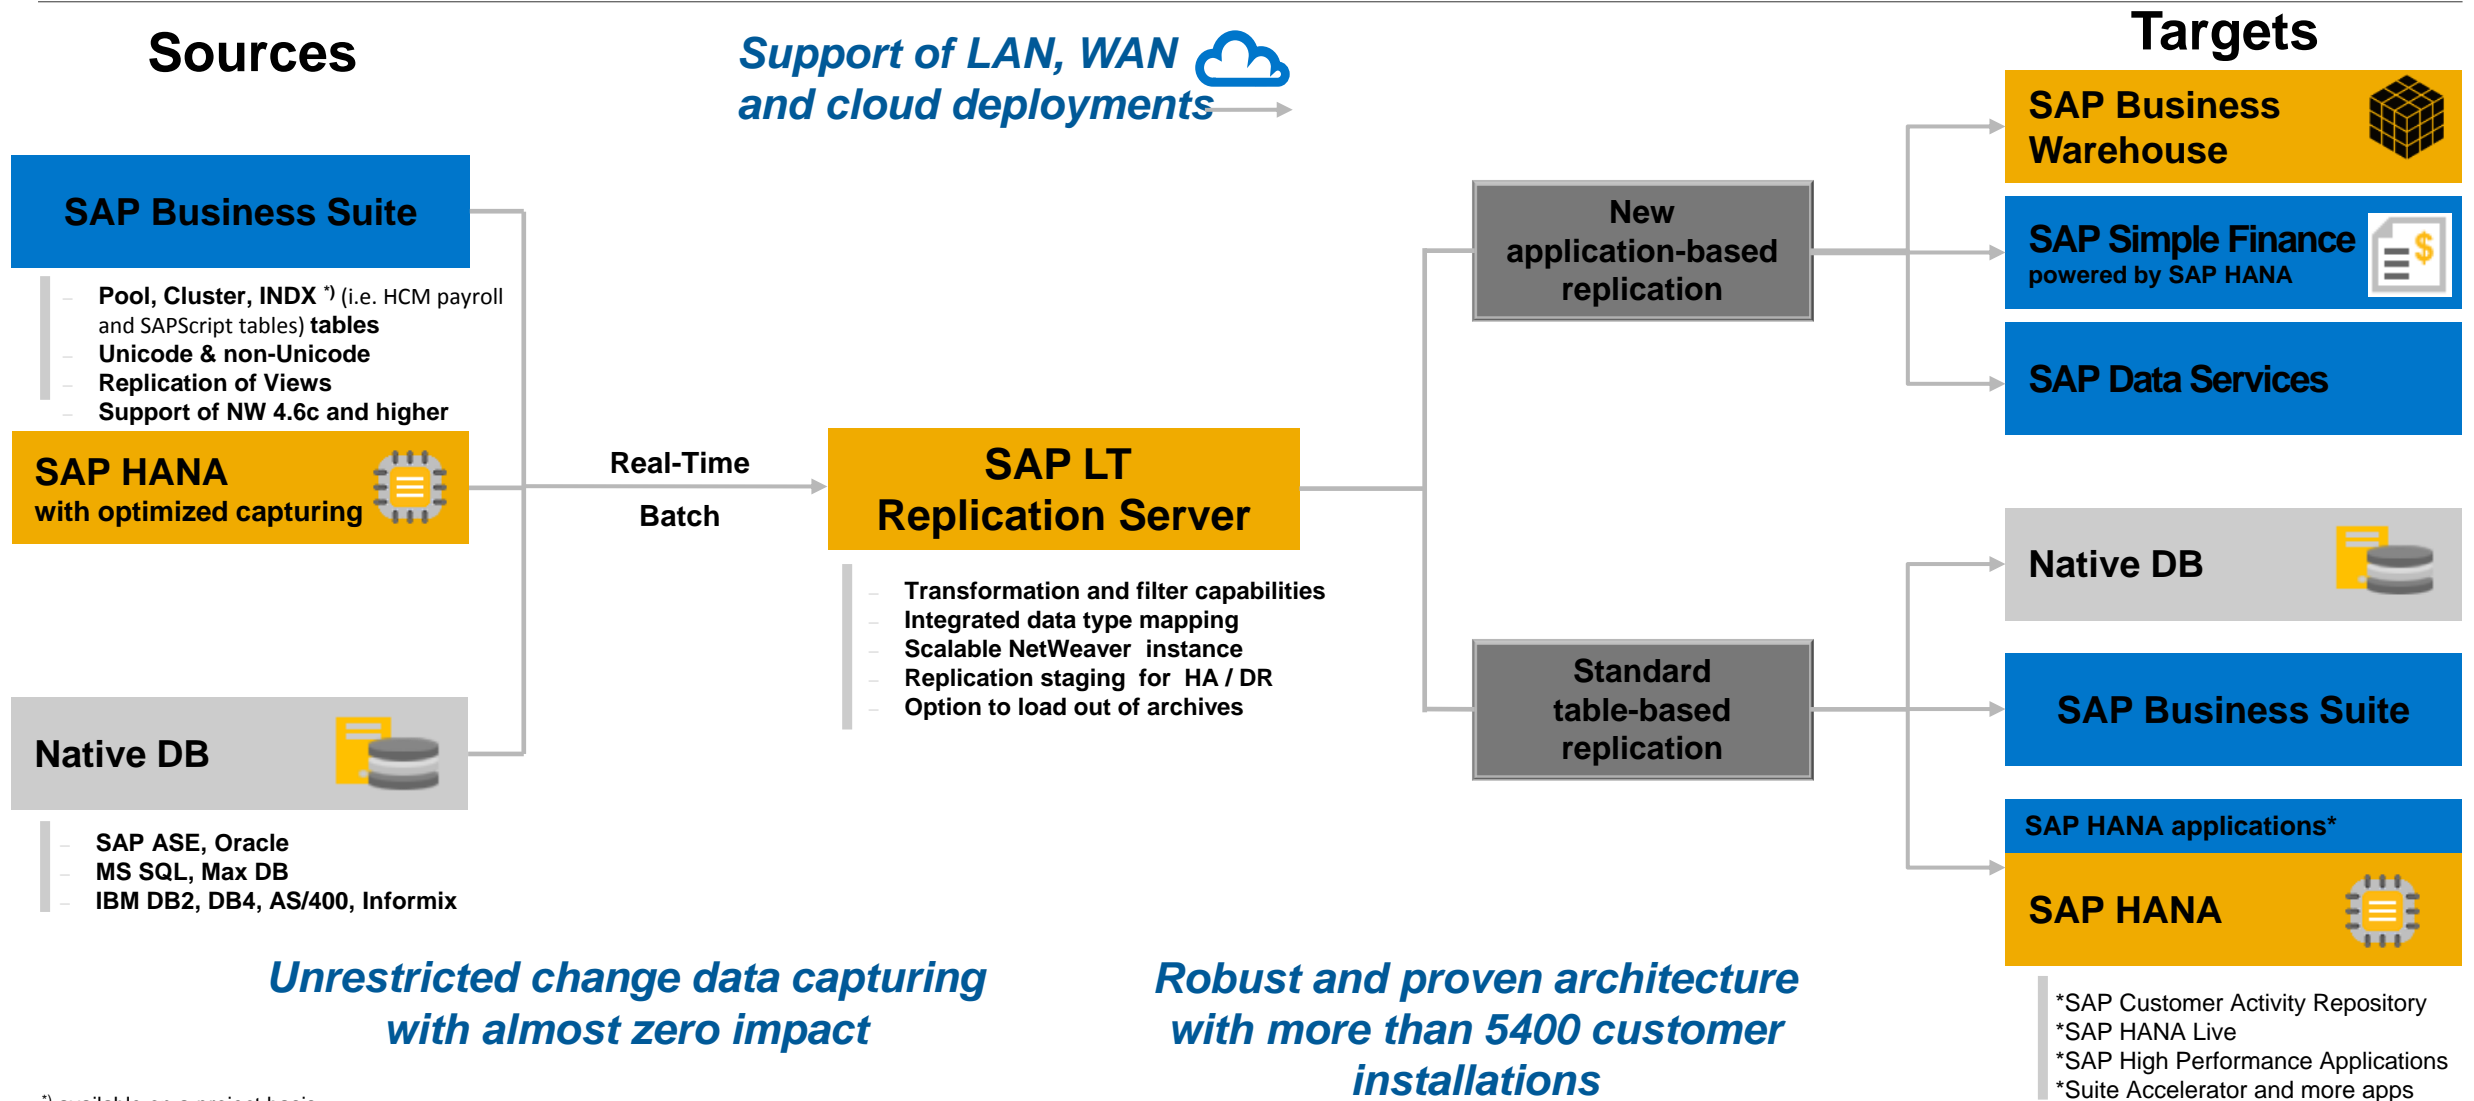 Sources
Support of LAN, WAN
and cloud deployments
Targets
SAP Business Suite
– Pool, Cluster, INDX *) (i.e. HCM payroll
and SAPScript tables) tables
– Unicode & non-Unicode
– Replication of Views
– Support of NW 4.6c and higher
SAP HANA
with optimized capturing
Native DB
– SAP ASE, Oracle
– MS SQL, Max DB
– IBM DB2, DB4, AS/400, Informix
Real-Time
Batch
SAP LT
Replication Server
– Transformation and filter capabilities
– Integrated data type mapping
– Scalable NetWeaver instance
– Replication staging for HA / DR
– Option to load out of archives
New
application-based
replication
Standard
table-based
replication
SAP Business
Warehouse
SAP Simple Finance
powered by SAP HANA
$
SAP Data Services
Native DB
SAP Business Suite
SAP HANA applications*
SAP HANA
*SAP Customer Activity Repository
*SAP HANA Live
*SAP High Performance Applications
*Suite Accelerator and more apps
Unrestricted change data capturing
with almost zero impact
Robust and proven architecture
with more than 5400 customer
installations
*) available on a project basis